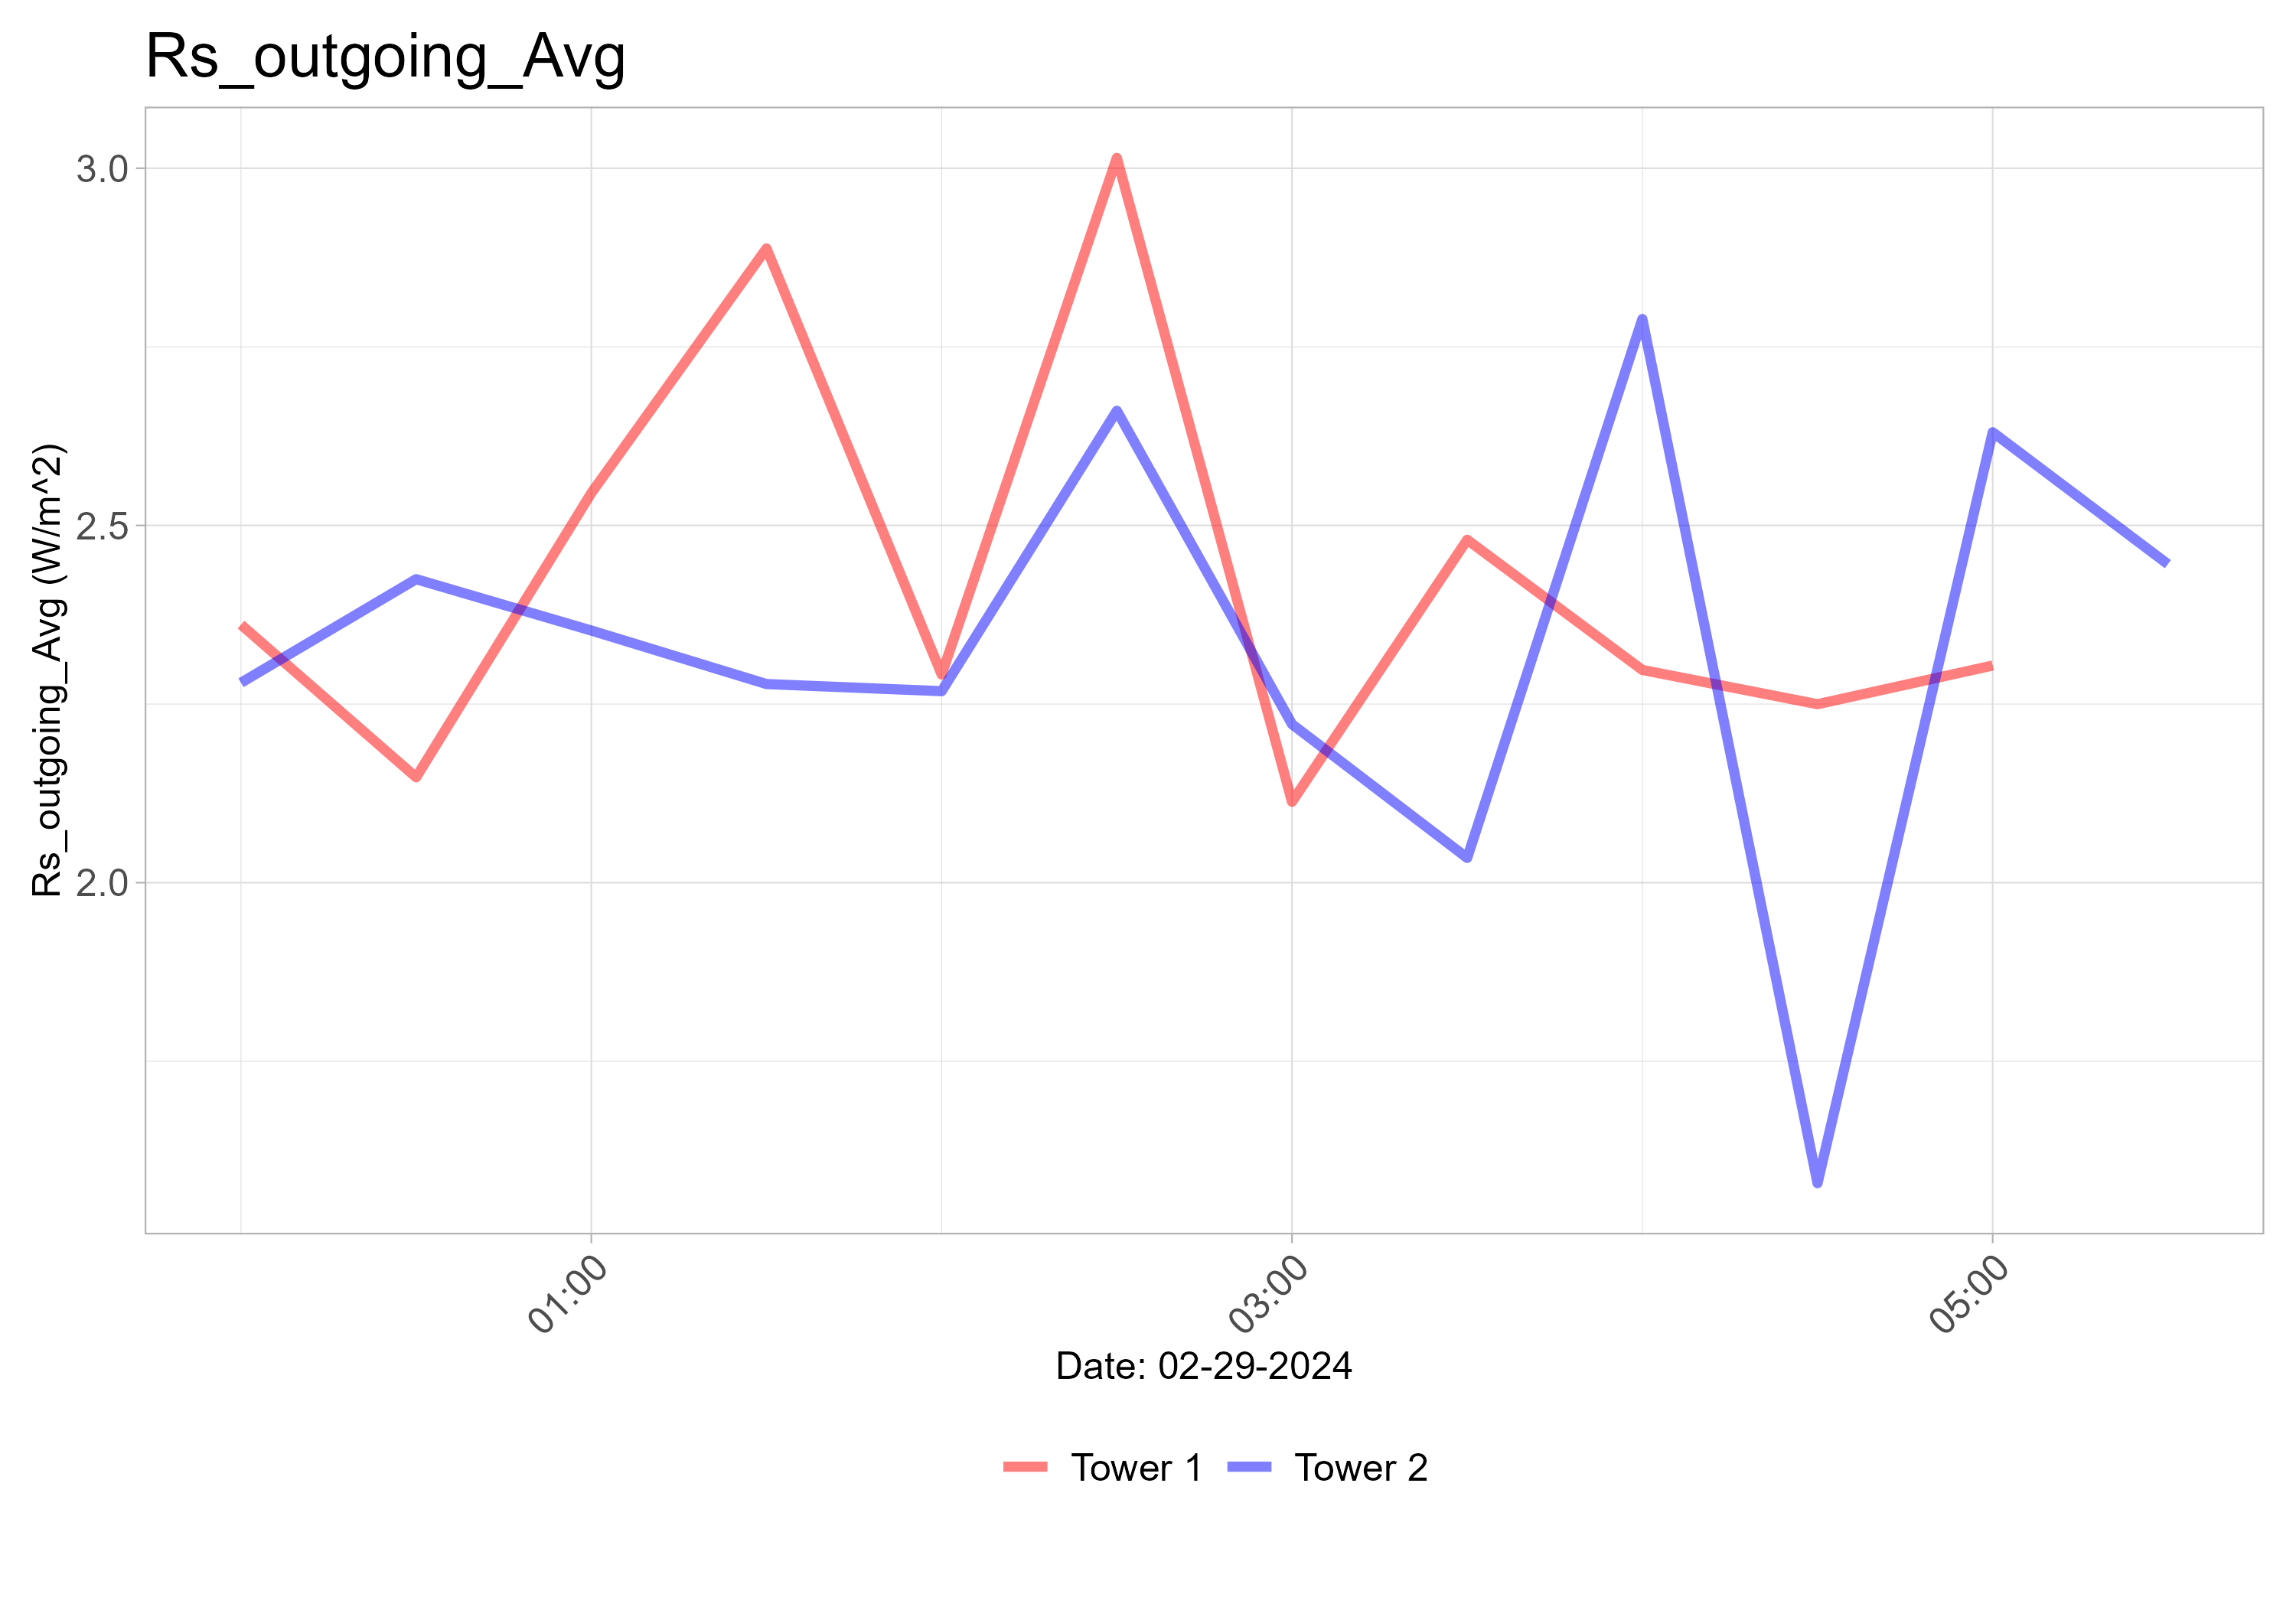 Rs_outgoing_Avg
Rs_outgoing_Avg (W/m^2)
3.0
2.5
2.0
01:00
03:00
05:00
Date: 02-29-2024
Tower 1
Tower 2